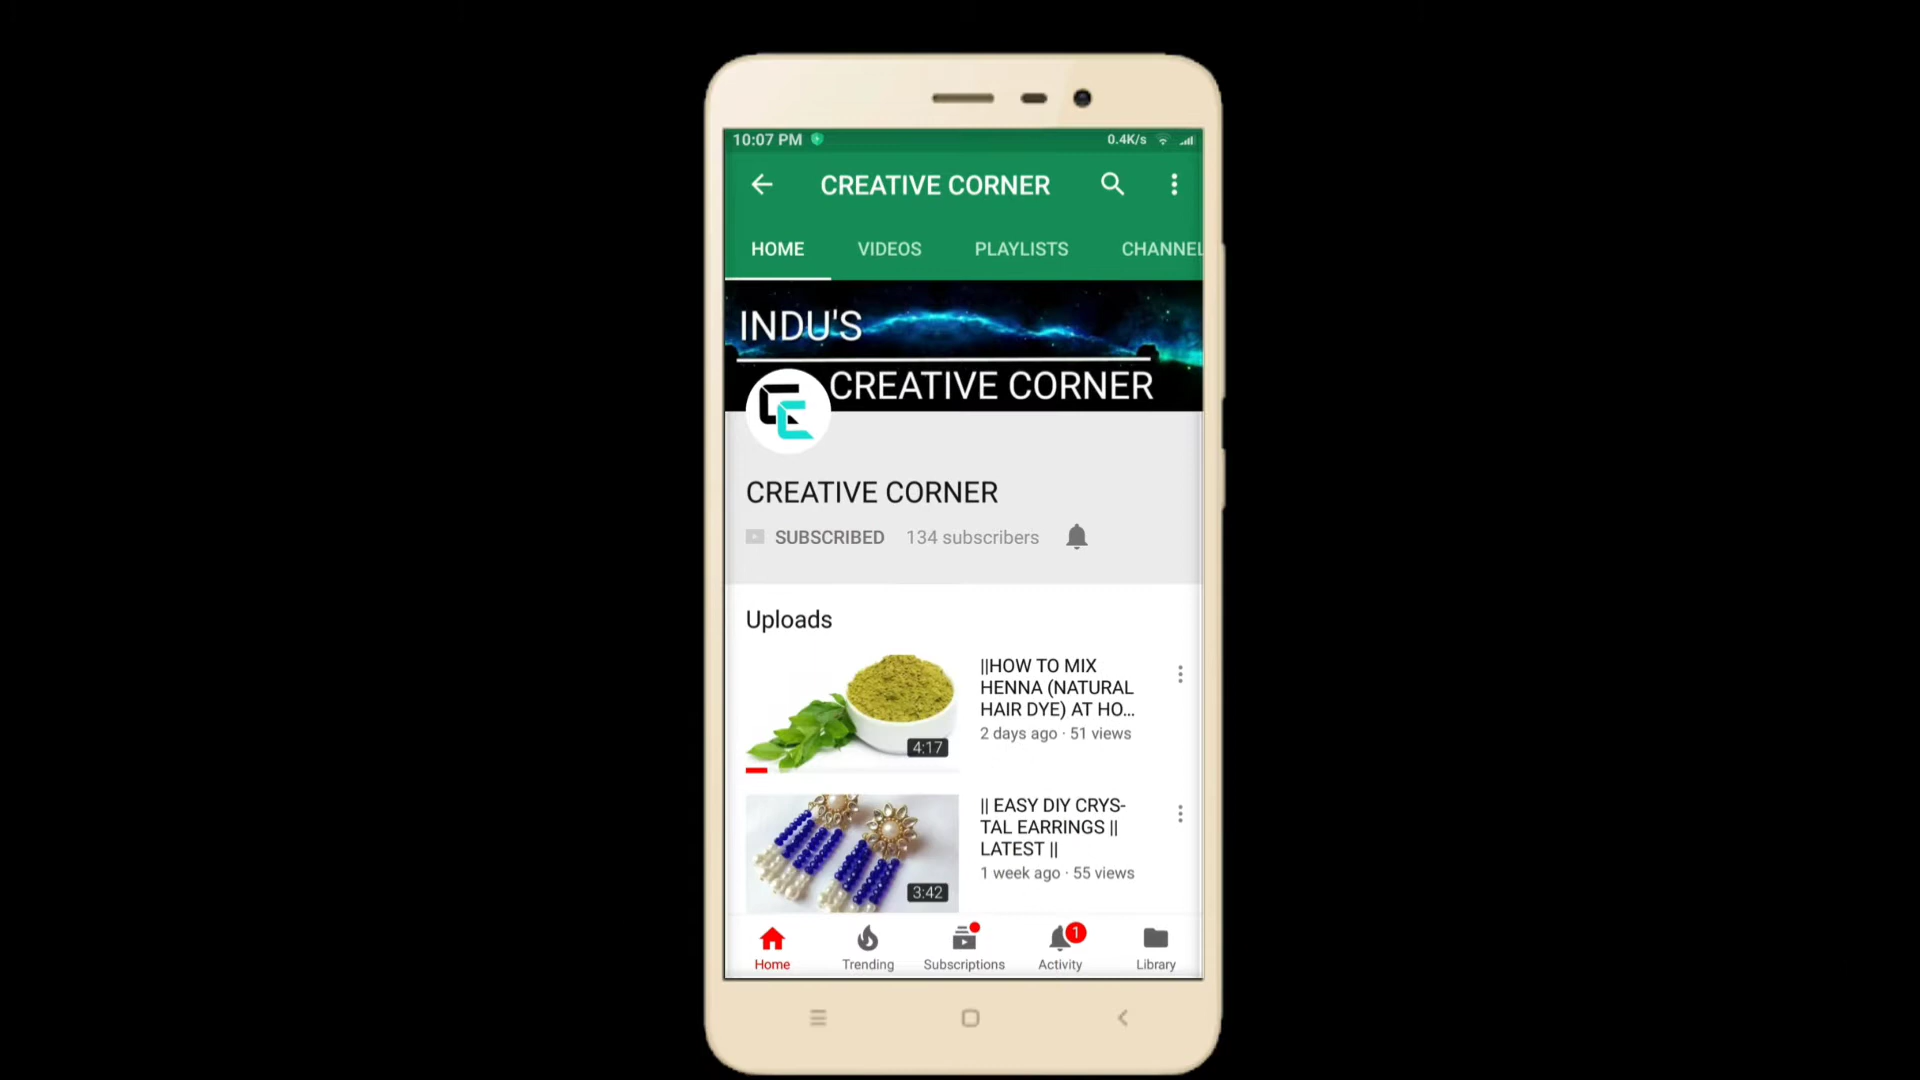 10:07 PM
0.4K/s
CREATIVE CORNER
HOME VIDEOS PLAYLISTS CHANNEL
INDU'S
CREATIVE CORNER
CREATIVE CORNER
SUBSCRIBED 134 subscribers
Uploads
||HOW TO MIX
HENNA (NATURAL
HAIR DYE) AT HO...
2 days ago · 51 views
4:17
|| EASY DIY CRYS-
TAL EARRINGS ||
LATEST ||
1 week ago · 55 views
3:42
1
Home Trending Subscriptions Activity Library